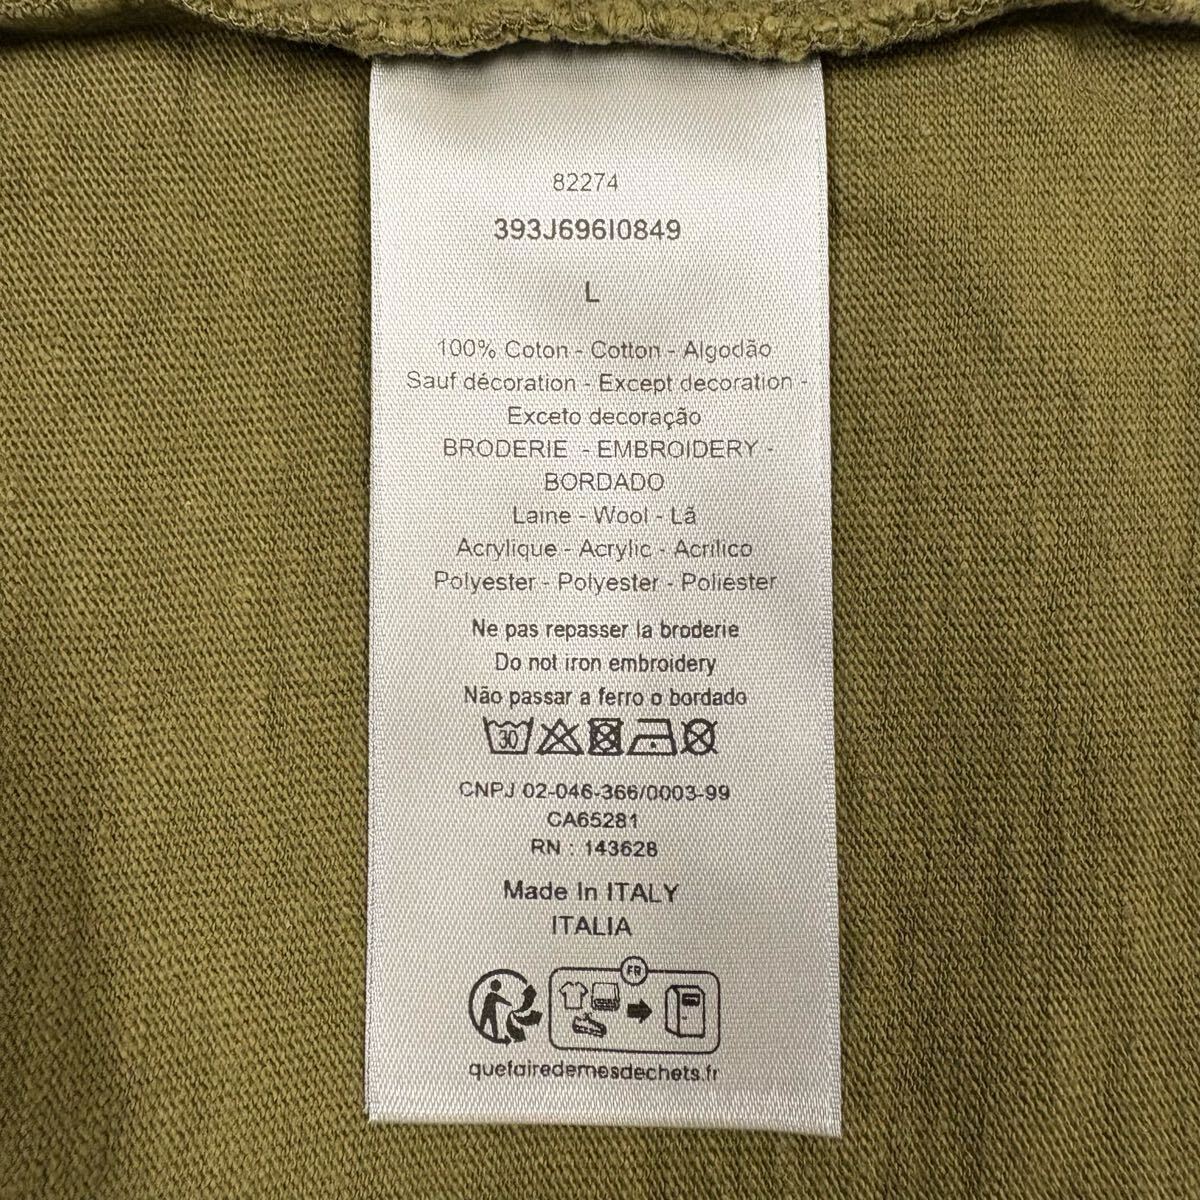 82274
393J696I0849
L
100% Coton - Cotton - Algodão
Sauf décoration - Except decoration -
Exceto decoração
BRODERIE - EMBROIDERY -
BORDADO
Laine - Wool - Lã
Acrylique - Acrylic - Acrílico
Polyester - Polyester - Poliéster
Ne pas repasser la broderie
Do not iron embroidery
Não passar a ferro o bordado
30
CNPJ 02-046-366/0003-99
CA65281
RN : 143628
Made In ITALY
ITALIA
FR
quefairedemesdechets.fr